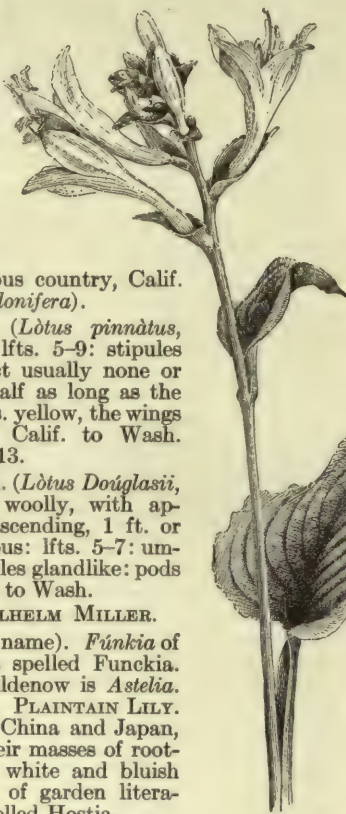 ous country, Calif.
lonifera).
(Lòtus pinnàtus,
lfts. 5–9: stipules
ct usually none or
alf as long as the
s. yellow, the wings
Calif. to Wash.
13.
. (Lòtus Doúglasii,
woolly, with ap-
scending, 1 ft. or
ous: lfts. 5–7: um-
les glandlike: pods
to Wash.
LHELM MILLER.
name). Fúnkia of
spelled Funckia.
ldenow is Astelia.
PLAINTAIN LILY.
China and Japan,
eir masses of root-
white and bluish
of garden litera-
lled Hostia